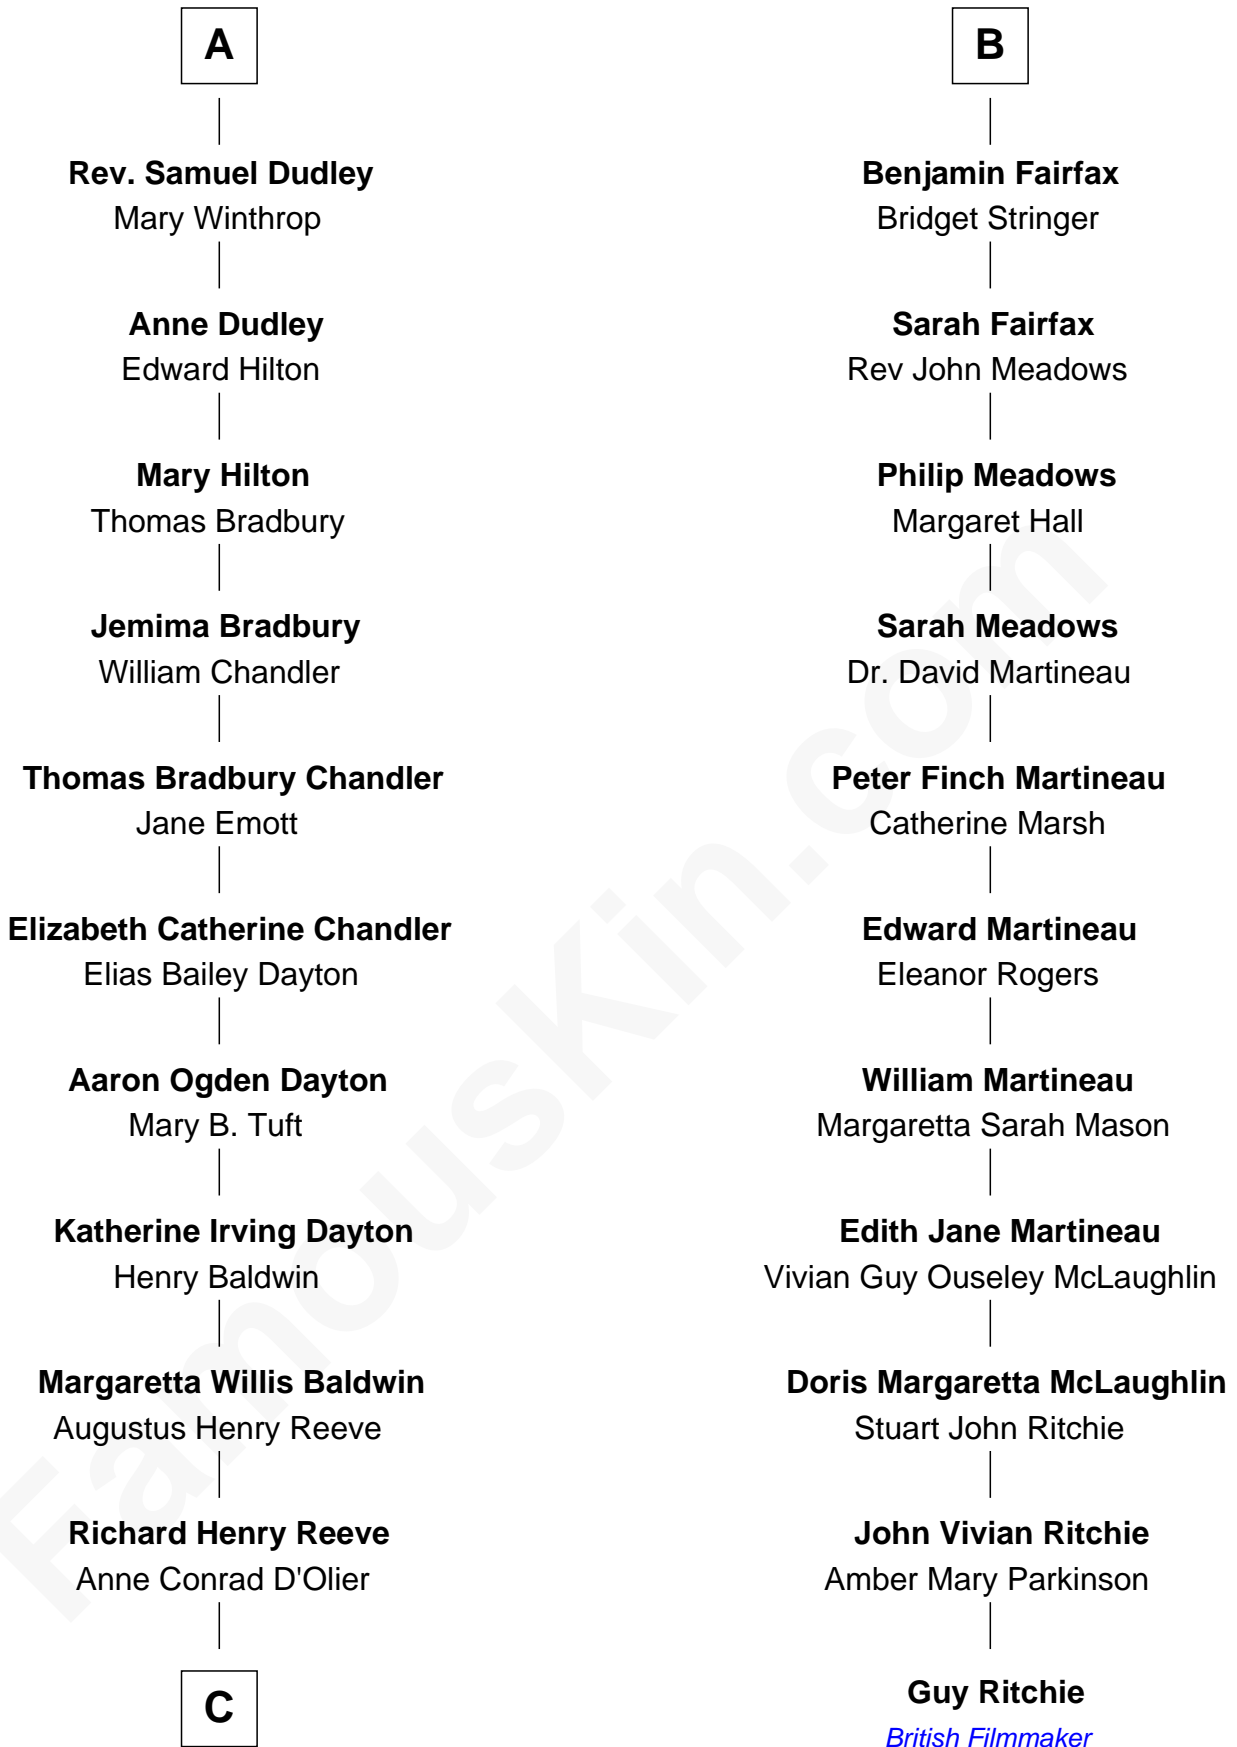 A
Rev. Samuel Dudley
Mary Winthrop
Anne Dudley
Edward Hilton
Mary Hilton
Thomas Bradbury
Jemima Bradbury
William Chandler
Thomas Bradbury Chandler
Jane Emott
Elizabeth Catherine Chandler
Elias Bailey Dayton
Aaron Ogden Dayton
Mary B. Tuft
Katherine Irving Dayton
Henry Baldwin
Margaretta Willis Baldwin
Augustus Henry Reeve
Richard Henry Reeve
Anne Conrad D'Olier
C
B
Benjamin Fairfax
Bridget Stringer
Sarah Fairfax
Rev John Meadows
Philip Meadows
Margaret Hall
Sarah Meadows
Dr. David Martineau
Peter Finch Martineau
Catherine Marsh
Edward Martineau
Eleanor Rogers
William Martineau
Margaretta Sarah Mason
Edith Jane Martineau
Vivian Guy Ouseley McLaughlin
Doris Margaretta McLaughlin
Stuart John Ritchie
John Vivian Ritchie
Amber Mary Parkinson
Guy Ritchie
British Filmmaker
FamousKin.com